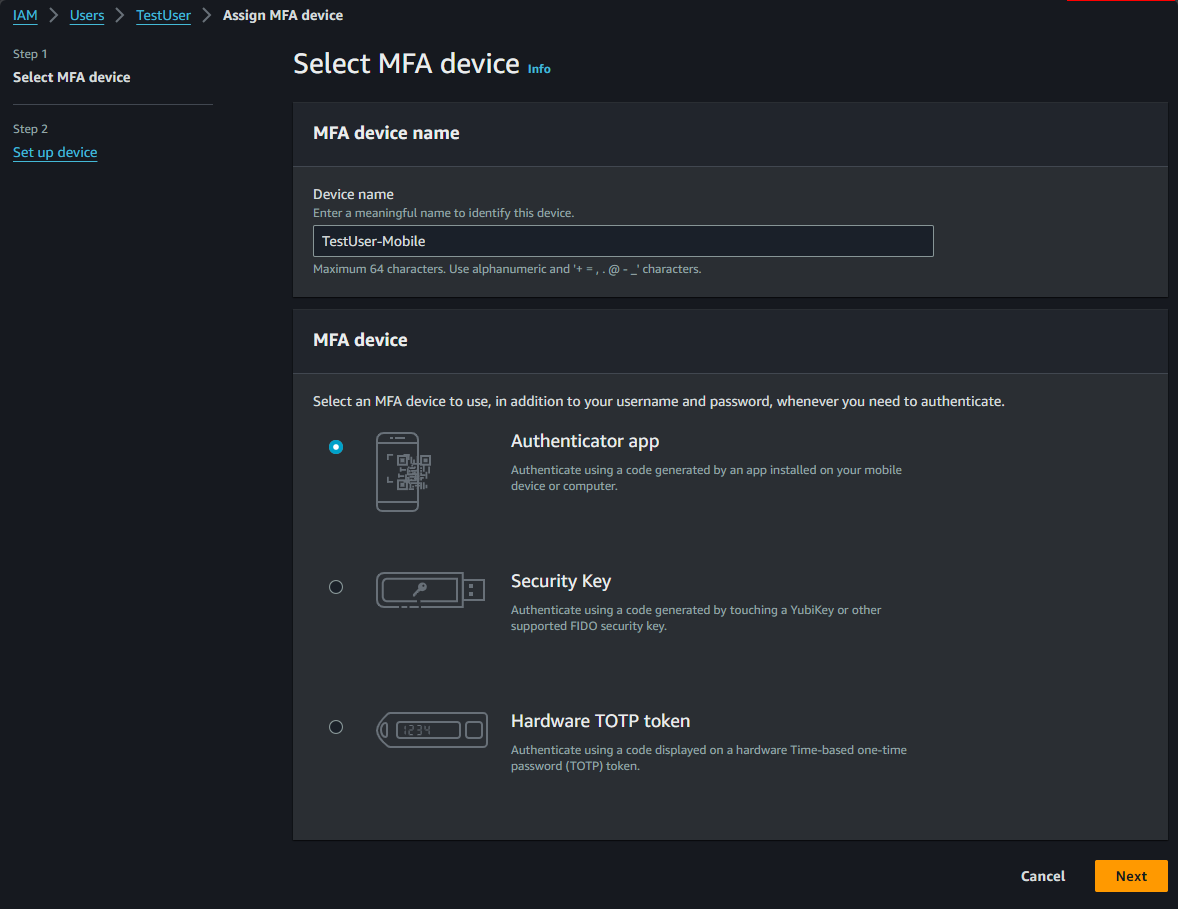 IAM > Users > TestUser > Assign MFA device
Step 1
Select MFA device
Step 2
Set up device
Select MFA device Info
MFA device name
Device name
Enter a meaningful name to identify this device.
TestUser-Mobile
Maximum 64 characters. Use alphanumeric and '+ = , . @ - _' characters.
MFA device
Select an MFA device to use, in addition to your username and password, whenever you need to authenticate.
Authenticator app
Authenticate using a code generated by an app installed on your mobile
device or computer.
Security Key
Authenticate using a code generated by touching a YubiKey or other
supported FIDO security key.
1234
Hardware TOTP token
Authenticate using a code displayed on a hardware Time-based one-time
password (TOTP) token.
Cancel
Next